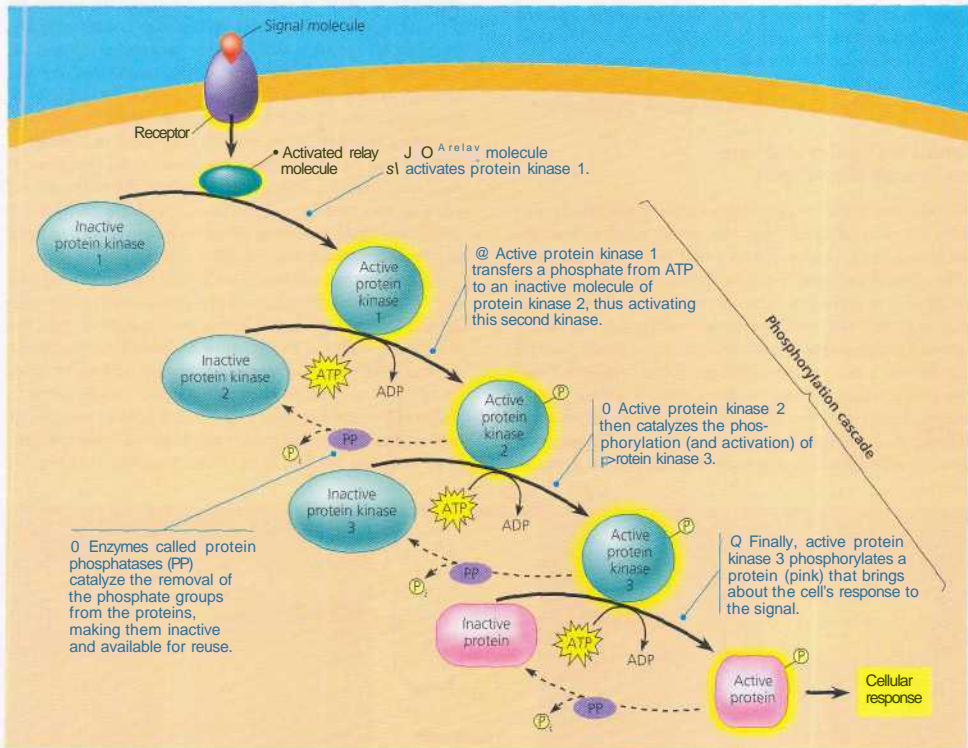 Signal molecule
Receptor
• Activated relay
molecule
J O A relav molecule
s\ activates protein kinase 1.
Inactive
protein kinase
1
Active
protein
kinase
1
@ Active protein kinase 1
transfers a phosphate from ATP
to an inactive molecule of
protein kinase 2, thus activating
this second kinase.
Phosphorylation cascade
Inactive
protein kinase
2
ATP
ADP
Active
protein
kinase
2
P
0 Active protein kinase 2
then catalyzes the phos-
phorylation (and activation) of
p>rotein kinase 3.
PP
P i
Inactive
protein kinase
3
ATP
ADP
Active
protein
kinase
3
P
0 Enzymes called protein
phosphatases (PP)
catalyze the removal of
the phosphate groups
from the proteins,
making them inactive
and available for reuse.
PP
P i
Q Finally, active protein
kinase 3 phosphorylates a
protein (pink) that brings
about the cell's response to
the signal.
Inactive
protein
ATP
ADP
Active
protein
P
PP
P i
Cellular
response